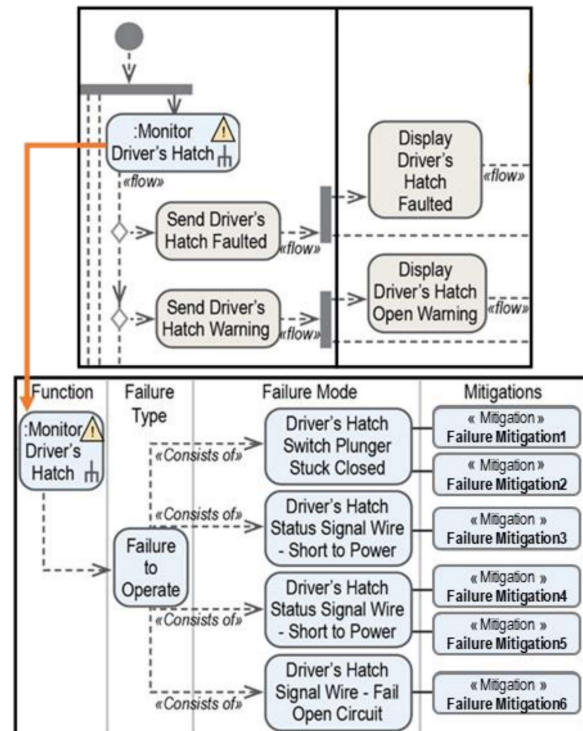 :Monitor
Driver's Hatch
«flow»
Send Driver's
Hatch Faulted
«flow»
Send Driver's
Hatch Warning
«flow»
Display
Driver's
Hatch
Faulted
«flow»
Display
Driver's Hatch
Open Warning
«flow»
Function
Failure
Type
Failure Mode
Mitigations
:Monitor
Driver's
Hatch
Failure
to
Operate
«Consists of»
Driver's Hatch
Switch Plunger
Stuck Closed
« Mitigation »
Failure Mitigation1
« Mitigation »
Failure Mitigation2
«Consists of»
Driver's Hatch
Status Signal Wire
- Short to Power
« Mitigation »
Failure Mitigation3
«Consists of»
Driver's Hatch
Status Signal Wire
- Short to Power
« Mitigation »
Failure Mitigation4
« Mitigation »
Failure Mitigation5
«Consists of»
Driver's Hatch
Signal Wire - Fail
Open Circuit
« Mitigation »
Failure Mitigation6